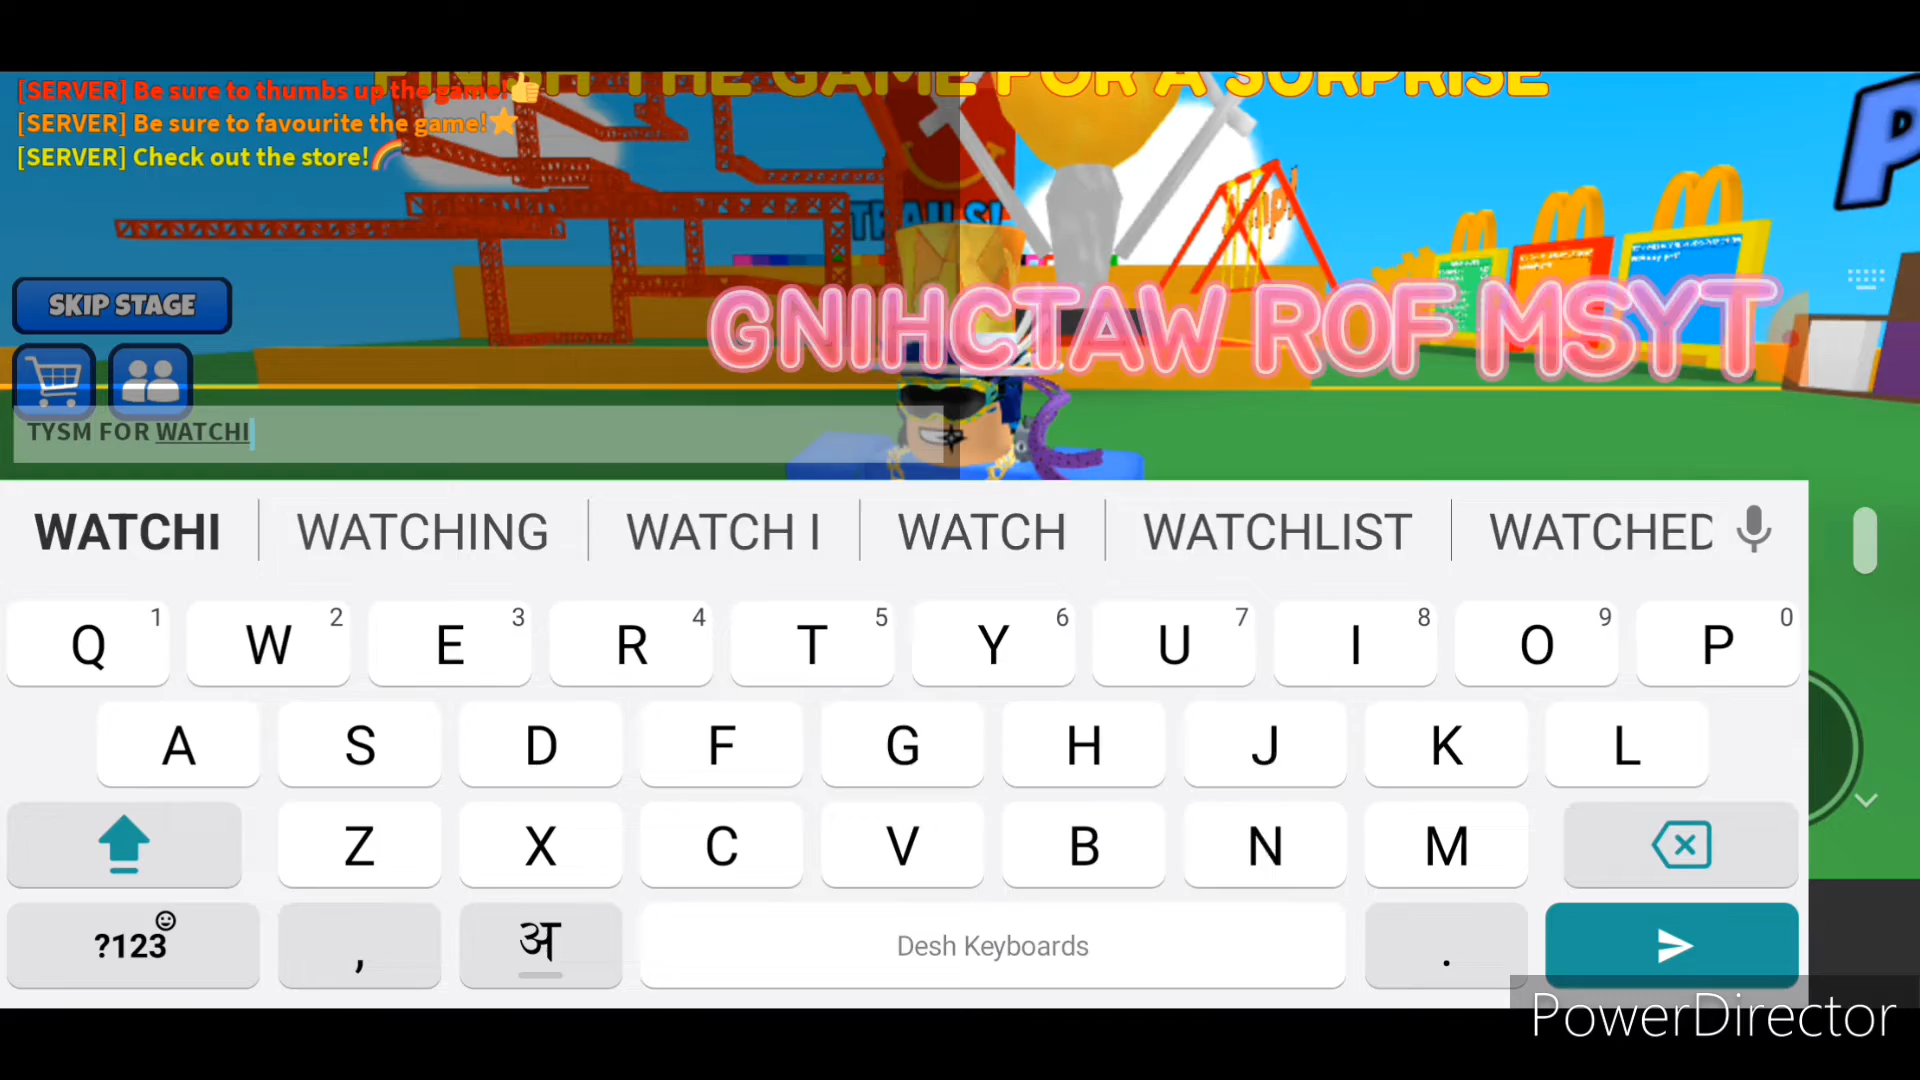 FINISH THE GAME FOR A SURPRISE
[SERVER] Be sure to thumbs up the game!👍
[SERVER] Be sure to favourite the game!⭐
[SERVER] Check out the store!🌈
TRAILS!
P
SKIP STAGE
GNIHCTAW ROF MSYT
TYSM FOR WATCHI
WATCHI WATCHING WATCH I WATCH WATCHLIST WATCHED
Q 1 W 2 E 3 R 4 T 5 Y 6 U 7 I 8 O 9 P 0
A S D F G H J K L
Z X C V B N M
?123 , अ Desh Keyboards .
PowerDirector